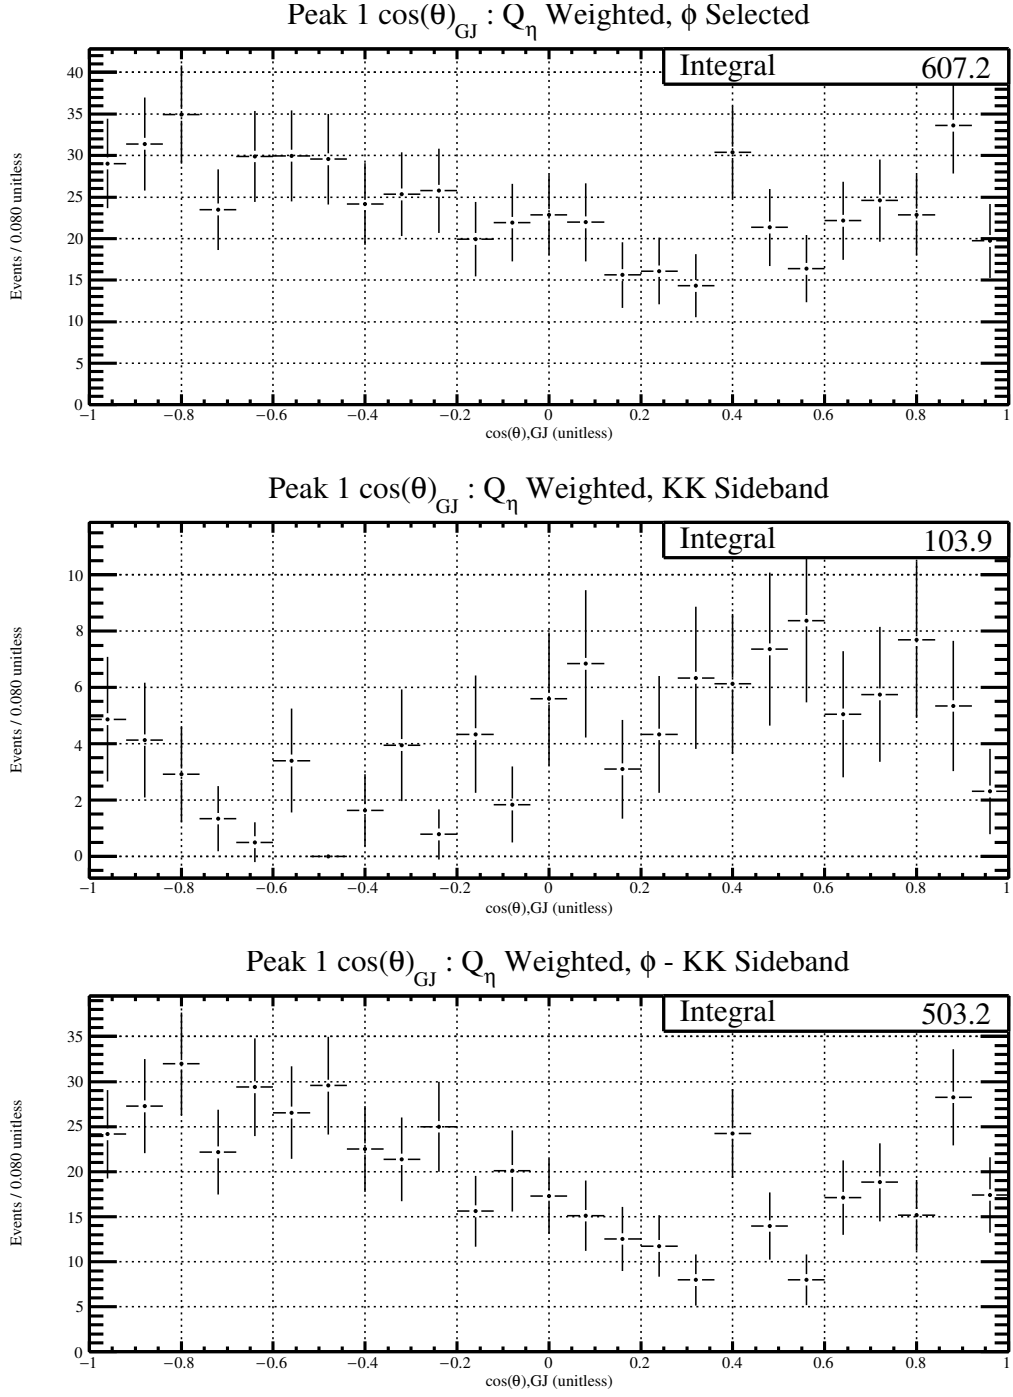 Peak 1 cos(θ)_GJ : Q_η Weighted, ϕ Selected
Integral 607.2
Events / 0.080 unitless
40
35
30
25
20
15
10
5
0
−1 −0.8 −0.6 −0.4 −0.2 0 0.2 0.4 0.6 0.8 1
cos(θ),GJ (unitless)
Peak 1 cos(θ)_GJ : Q_η Weighted, KK Sideband
Integral 103.9
Events / 0.080 unitless
10
8
6
4
2
0
−1 −0.8 −0.6 −0.4 −0.2 0 0.2 0.4 0.6 0.8 1
cos(θ),GJ (unitless)
Peak 1 cos(θ)_GJ : Q_η Weighted, ϕ - KK Sideband
Integral 503.2
Events / 0.080 unitless
35
30
25
20
15
10
5
0
−1 −0.8 −0.6 −0.4 −0.2 0 0.2 0.4 0.6 0.8 1
cos(θ),GJ (unitless)